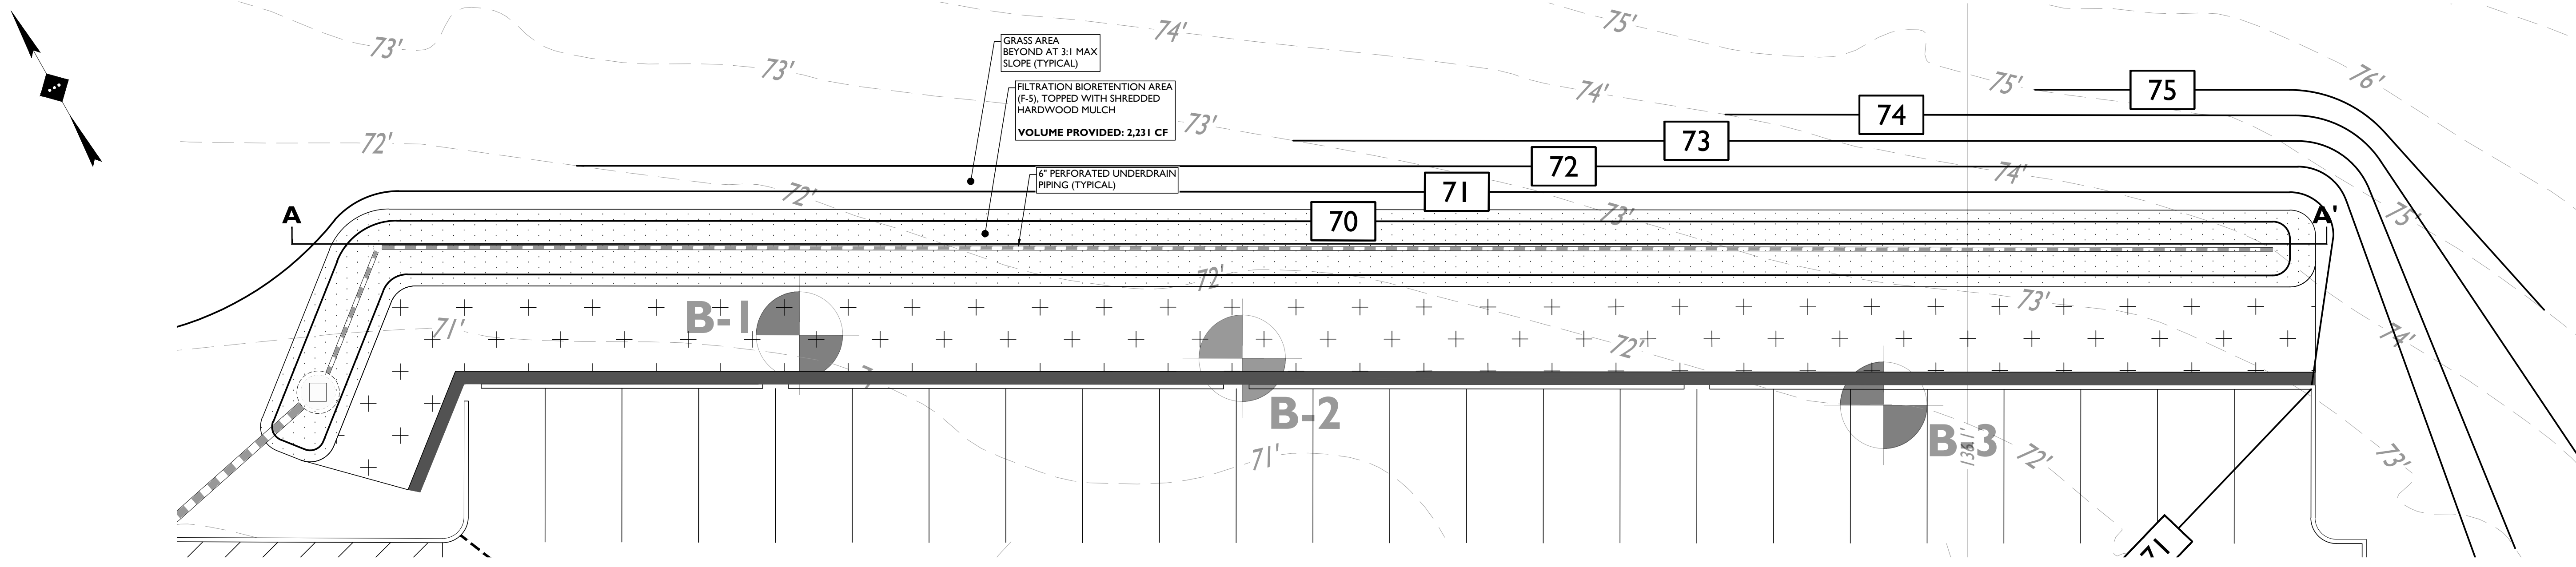 75'
74'
73'
GRASS AREA
BEYOND AT 3:1 MAX
SLOPE (TYPICAL)
73'
76'
75'
75
74'
FILTRATION BIORETENTION AREA
(F-5), TOPPED WITH SHREDDED
HARDWOOD MULCH
VOLUME PROVIDED: 2,231 CF
74
73'
72'
73
72
74'
6" PERFORATED UNDERDRAIN
PIPING (TYPICAL)
71
72'
A
73'
75'
A'
70
72'
73'
B-1
71'
74'
72'
B-2
B-3
71'
72'
73'
71